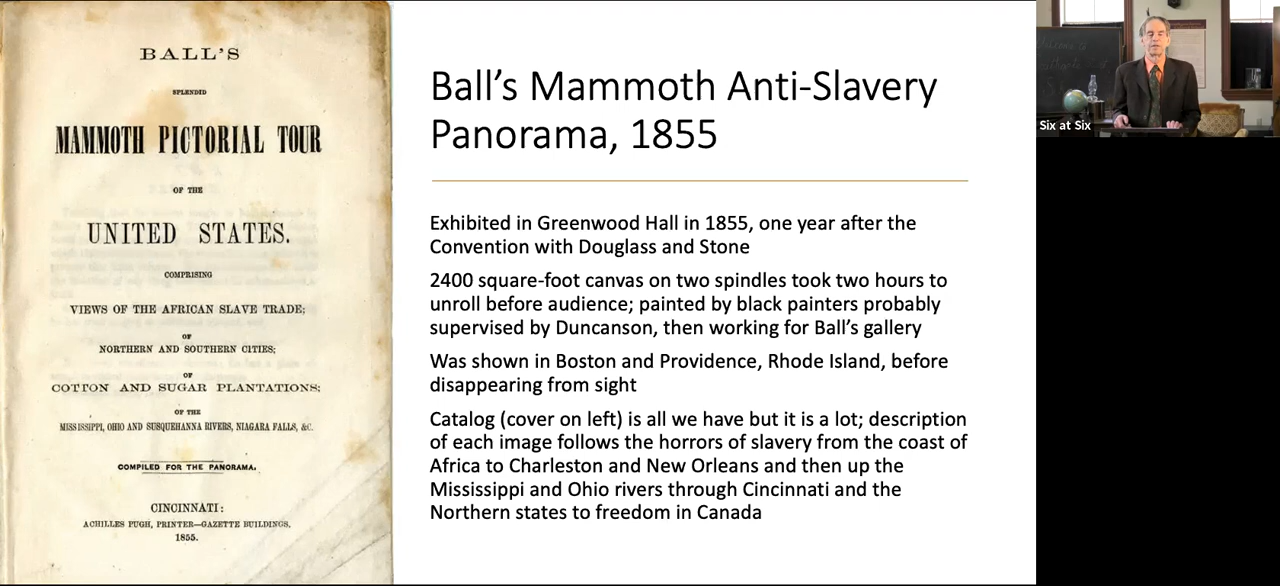 BALL'S
SPLENDID
MAMMOTH PICTORIAL TOUR
OF THE
UNITED STATES.
COMPRISING
VIEWS OF THE AFRICAN SLAVE TRADE;
OF
NORTHERN AND SOUTHERN CITIES;
OF
COTTON AND SUGAR PLANTATIONS;
OF THE
MISSISSIPPI, OHIO AND SUSQUEHANNA RIVERS, NIAGARA FALLS, &C.
COMPILED FOR THE PANORAMA.
CINCINNATI:
ACHILLES PUGH, PRINTER—GAZETTE BUILDINGS.
1855.
Ball's Mammoth Anti-Slavery
Panorama, 1855
Exhibited in Greenwood Hall in 1855, one year after the
Convention with Douglass and Stone
2400 square-foot canvas on two spindles took two hours to
unroll before audience; painted by black painters probably
supervised by Duncanson, then working for Ball's gallery
Was shown in Boston and Providence, Rhode Island, before
disappearing from sight
Catalog (cover on left) is all we have but it is a lot; description
of each image follows the horrors of slavery from the coast of
Africa to Charleston and New Orleans and then up the
Mississippi and Ohio rivers through Cincinnati and the
Northern states to freedom in Canada
Six at Six